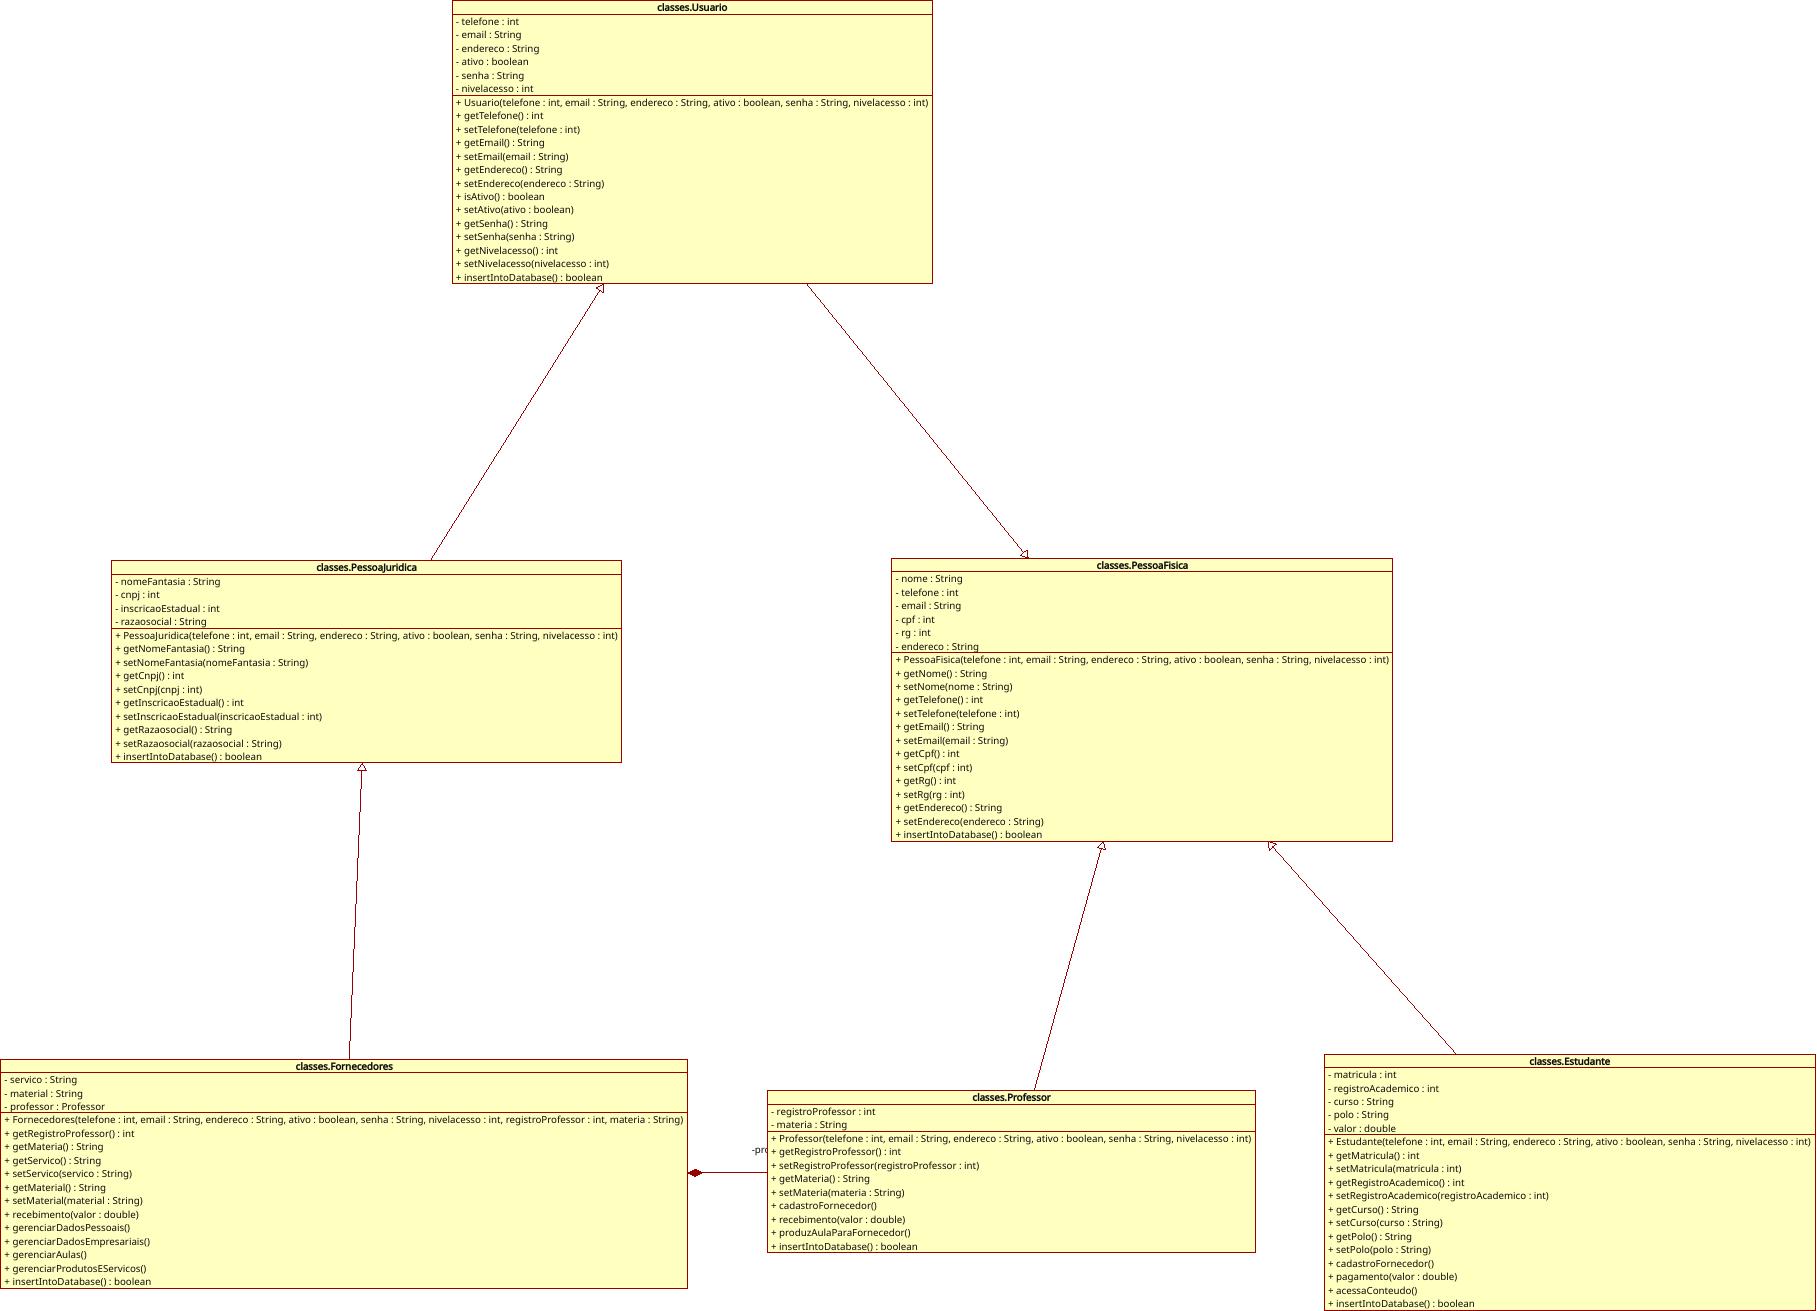 classes.Usuario
- telefone : int
- email : String
- endereco : String
- ativo : boolean
- senha : String
- nivelacesso : int
+ Usuario(telefone : int, email : String, endereco : String, ativo : boolean, senha : String, nivelacesso : int)
+ getTelefone() : int
+ setTelefone(telefone : int)
+ getEmail() : String
+ setEmail(email : String)
+ getEndereco() : String
+ setEndereco(endereco : String)
+ isAtivo() : boolean
+ setAtivo(ativo : boolean)
+ getSenha() : String
+ setSenha(senha : String)
+ getNivelacesso() : int
+ setNivelacesso(nivelacesso : int)
+ insertIntoDatabase() : boolean
classes.PessoaJuridica
- nomeFantasia : String
- cnpj : int
- inscricaoEstadual : int
- razaosocial : String
+ PessoaJuridica(telefone : int, email : String, endereco : String, ativo : boolean, senha : String, nivelacesso : int)
+ getNomeFantasia() : String
+ setNomeFantasia(nomeFantasia : String)
+ getCnpj() : int
+ setCnpj(cnpj : int)
+ getInscricaoEstadual() : int
+ setInscricaoEstadual(inscricaoEstadual : int)
+ getRazaosocial() : String
+ setRazaosocial(razaosocial : String)
+ insertIntoDatabase() : boolean
classes.PessoaFisica
- nome : String
- telefone : int
- email : String
- cpf : int
- rg : int
- endereco : String
+ PessoaFisica(telefone : int, email : String, endereco : String, ativo : boolean, senha : String, nivelacesso : int)
+ getNome() : String
+ setNome(nome : String)
+ getTelefone() : int
+ setTelefone(telefone : int)
+ getEmail() : String
+ setEmail(email : String)
+ getCpf() : int
+ setCpf(cpf : int)
+ getRg() : int
+ setRg(rg : int)
+ getEndereco() : String
+ setEndereco(endereco : String)
+ insertIntoDatabase() : boolean
classes.Fornecedores
- servico : String
- material : String
- professor : Professor
+ Fornecedores(telefone : int, email : String, endereco : String, ativo : boolean, senha : String, nivelacesso : int, registroProfessor : int, materia : String)
+ getRegistroProfessor() : int
+ getMateria() : String
+ getServico() : String
+ setServico(servico : String)
+ getMaterial() : String
+ setMaterial(material : String)
+ recebimento(valor : double)
+ gerenciarDadosPessoais()
+ gerenciarDadosEmpresariais()
+ gerenciarAulas()
+ gerenciarProdutosEServicos()
+ insertIntoDatabase() : boolean
-pro
classes.Professor
- registroProfessor : int
- materia : String
+ Professor(telefone : int, email : String, endereco : String, ativo : boolean, senha : String, nivelacesso : int)
+ getRegistroProfessor() : int
+ setRegistroProfessor(registroProfessor : int)
+ getMateria() : String
+ setMateria(materia : String)
+ cadastroFornecedor()
+ recebimento(valor : double)
+ produzAulaParaFornecedor()
+ insertIntoDatabase() : boolean
classes.Estudante
- matricula : int
- registroAcademico : int
- curso : String
- polo : String
- valor : double
+ Estudante(telefone : int, email : String, endereco : String, ativo : boolean, senha : String, nivelacesso : int)
+ getMatricula() : int
+ setMatricula(matricula : int)
+ getRegistroAcademico() : int
+ setRegistroAcademico(registroAcademico : int)
+ getCurso() : String
+ setCurso(curso : String)
+ getPolo() : String
+ setPolo(polo : String)
+ cadastroFornecedor()
+ pagamento(valor : double)
+ acessaConteudo()
+ insertIntoDatabase() : boolean